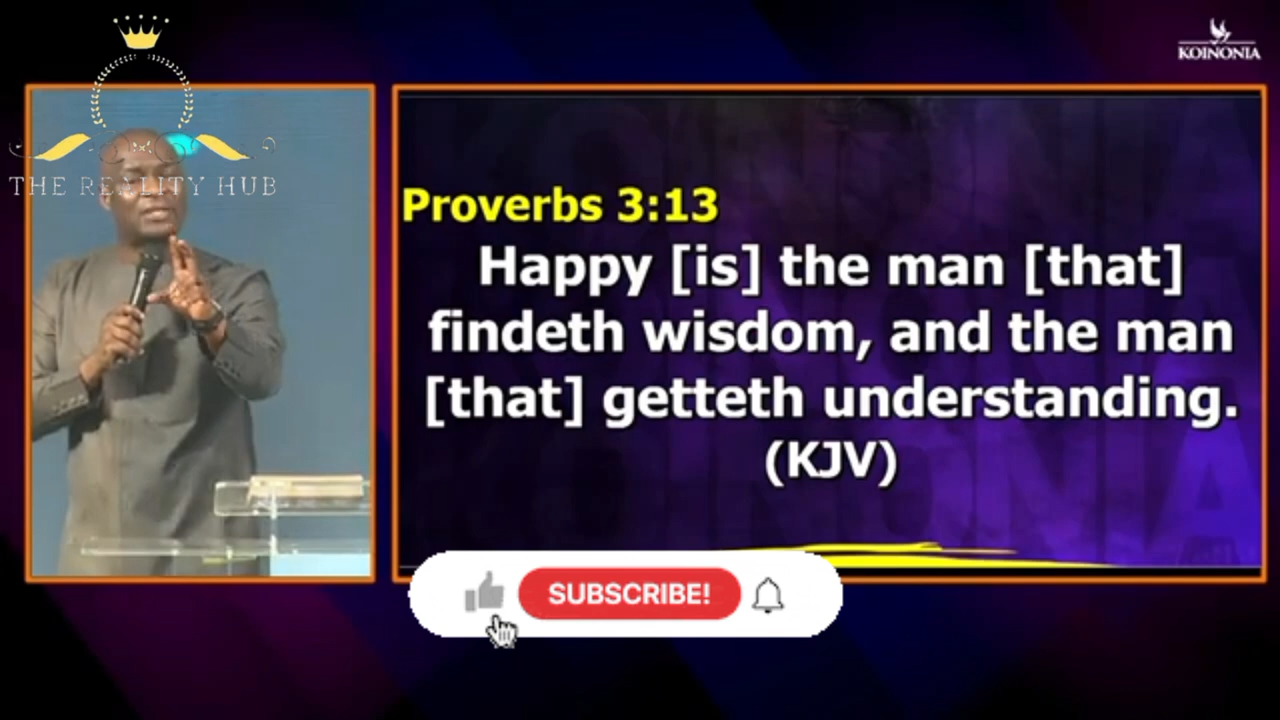 KOINONIA
THE REALITY HUB
Proverbs 3:13
Happy [is] the man [that]
findeth wisdom, and the man
[that] getteth understanding.
(KJV)
SUBSCRIBE!